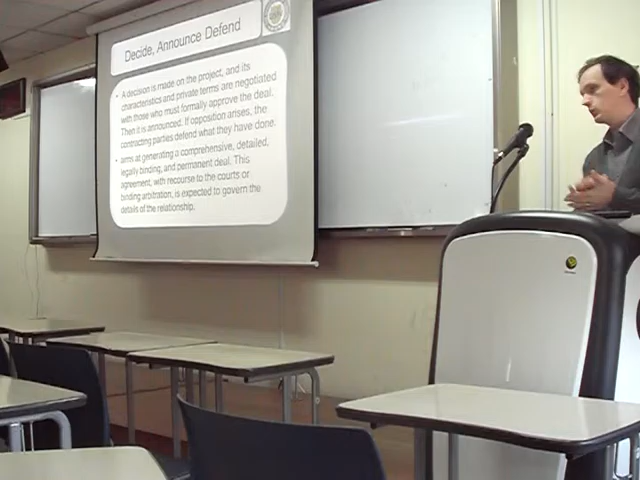 Decide, Announce Defend
• A decision is made on the project, and its
characteristics and private terms are negotiated
with those who must formally approve the deal.
Then it is announced. If opposition arises, the
contracting parties defend what they have done.
• aims at generating a comprehensive, detailed,
legally binding, and permanent deal. This
agreement, with recourse to the courts or
binding arbitration, is expected to govern the
details of the relationship.